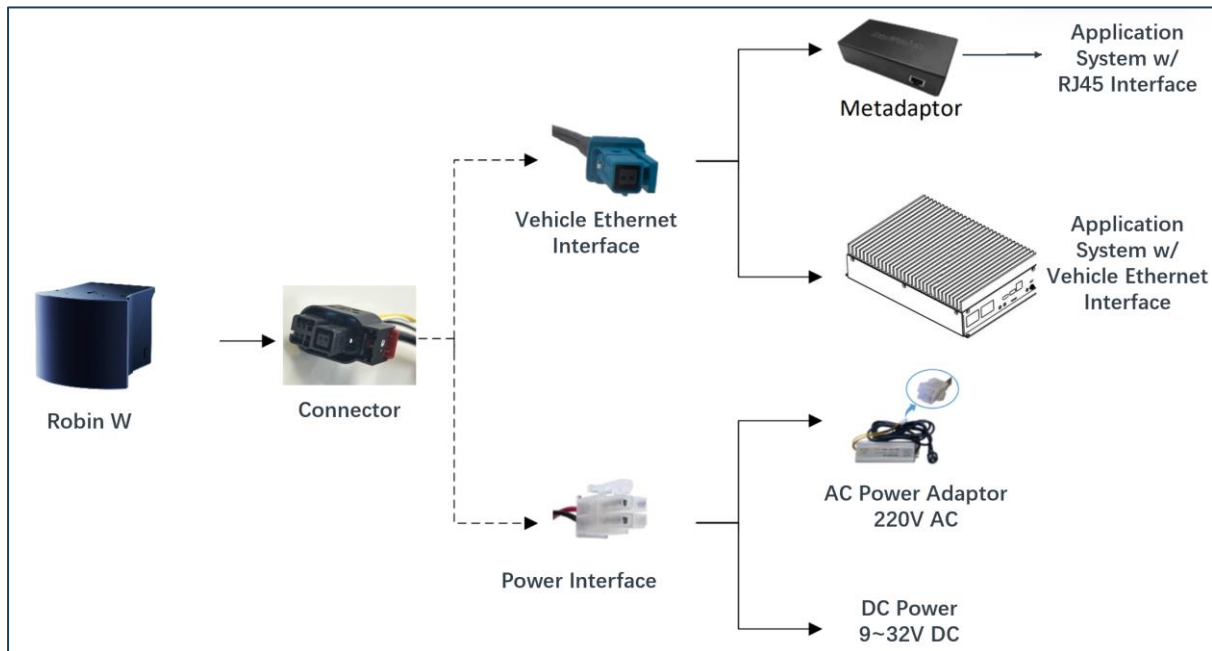 Application
System w/
RJ45 Interface
Metadaptor
Vehicle Ethernet
Interface
Application
System w/
Vehicle Ethernet
Interface
Robin W
Connector
AC Power Adaptor
220V AC
Power Interface
DC Power
9~32V DC